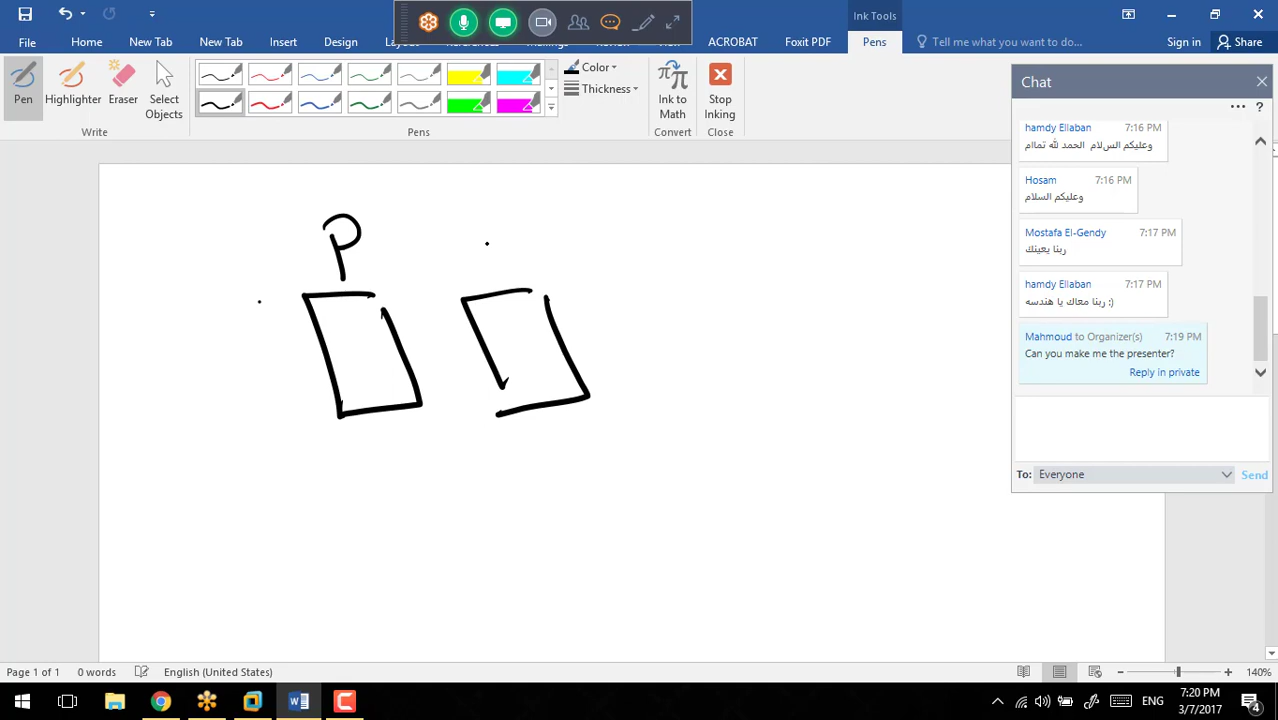 Ink Tools
File
Home
New Tab
New Tab
Insert
Design
ACROBAT
Foxit PDF
Pens
Tell me what you want to do...
Sign in
Share
Pen
Highlighter
Eraser
Select Objects
Color
Thickness
Ink to Math
Stop Inking
Write
Pens
Convert
Close
P
Chat
?
hamdy Ellaban 7:16 PM
وعليكم السلام الحمد لله تماام
Hosam 7:16 PM
وعليكم السلام
Mostafa El-Gendy 7:17 PM
ربنا يعينك
hamdy Ellaban 7:17 PM
ربنا معاك يا هندسه :)
Mahmoud to Organizer(s) 7:19 PM
Can you make me the presenter?
Reply in private
To: Everyone
Send
Page 1 of 1
0 words
English (United States)
140%
ENG
7:20 PM
3/7/2017
4